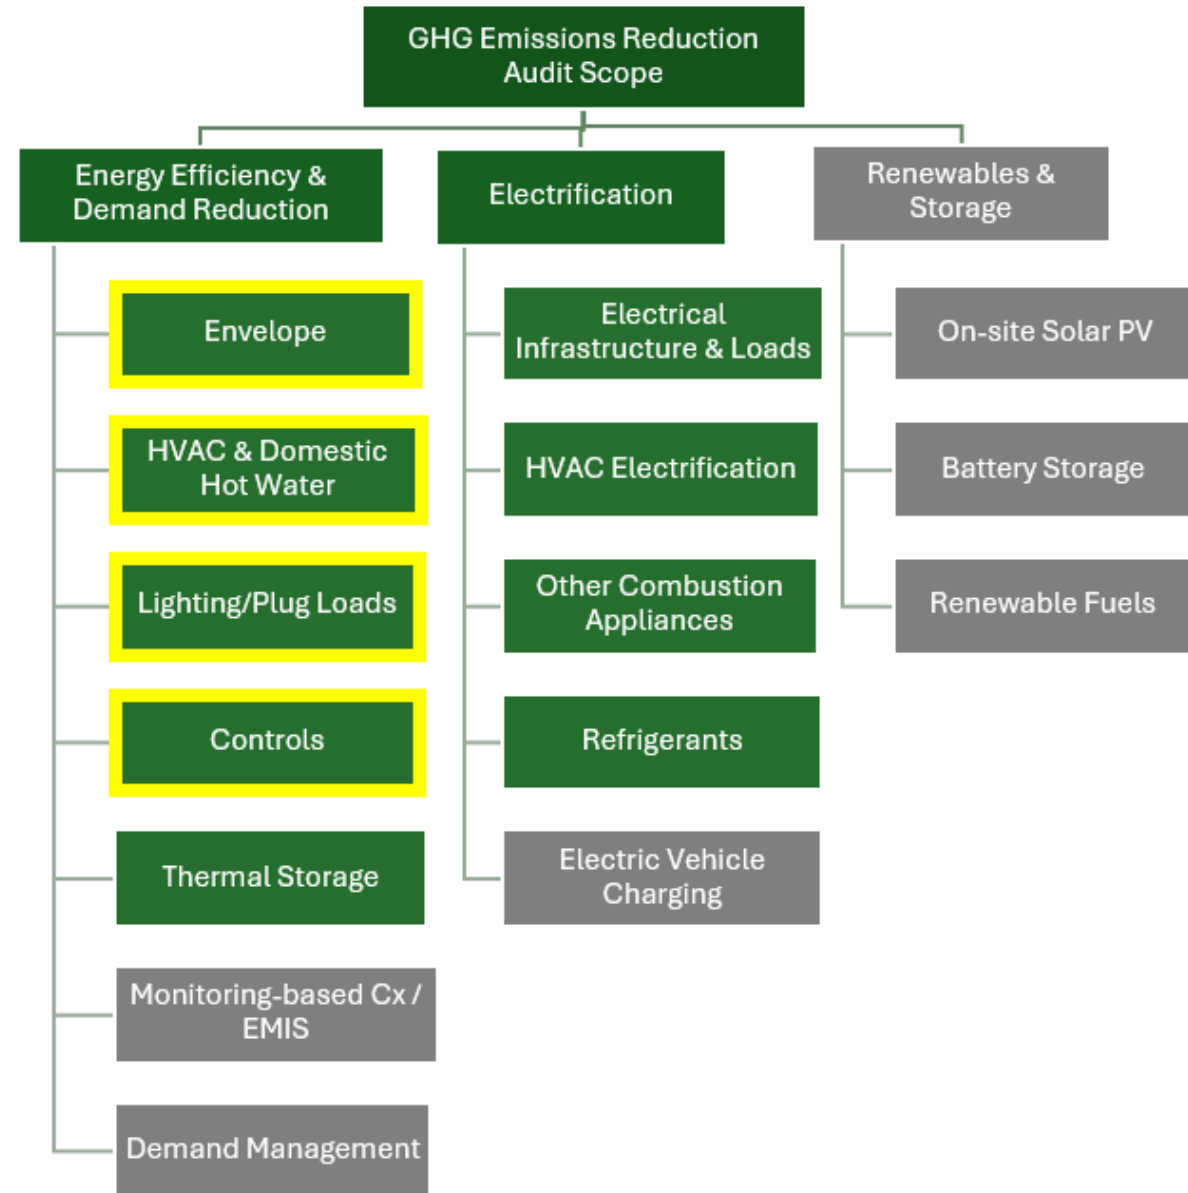 GHG Emissions Reduction
Audit Scope
Energy Efficiency &
Demand Reduction
Envelope
HVAC & Domestic
Hot Water
Lighting/Plug Loads
Controls
Thermal Storage
Monitoring-based Cx /
EMIS
Demand Management
Electrification
Electrical
Infrastructure & Loads
HVAC Electrification
Other Combustion
Appliances
Refrigerants
Electric Vehicle
Charging
Renewables &
Storage
On-site Solar PV
Battery Storage
Renewable Fuels